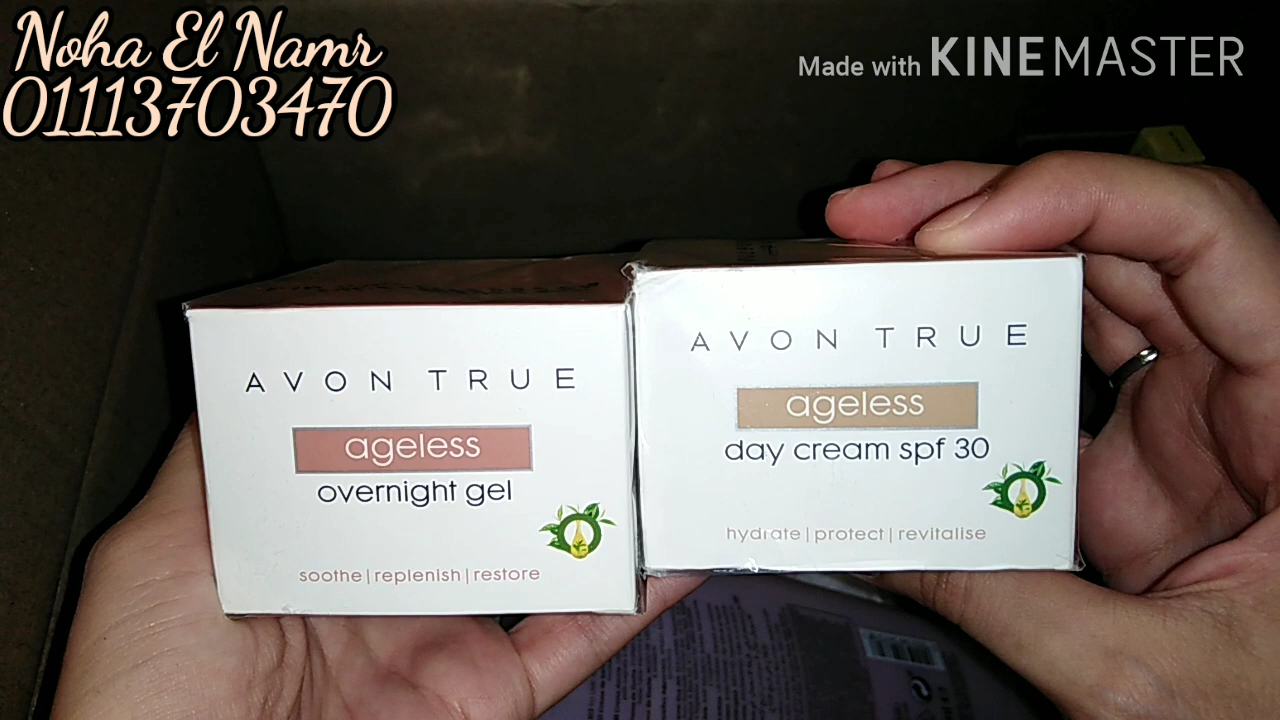 Noha El Namr
01113703470
Made with KINEMASTER
AVON TRUE
ageless
overnight gel
soothe | replenish | restore
AVON TRUE
ageless
day cream spf 30
hydrate | protect | revitalise